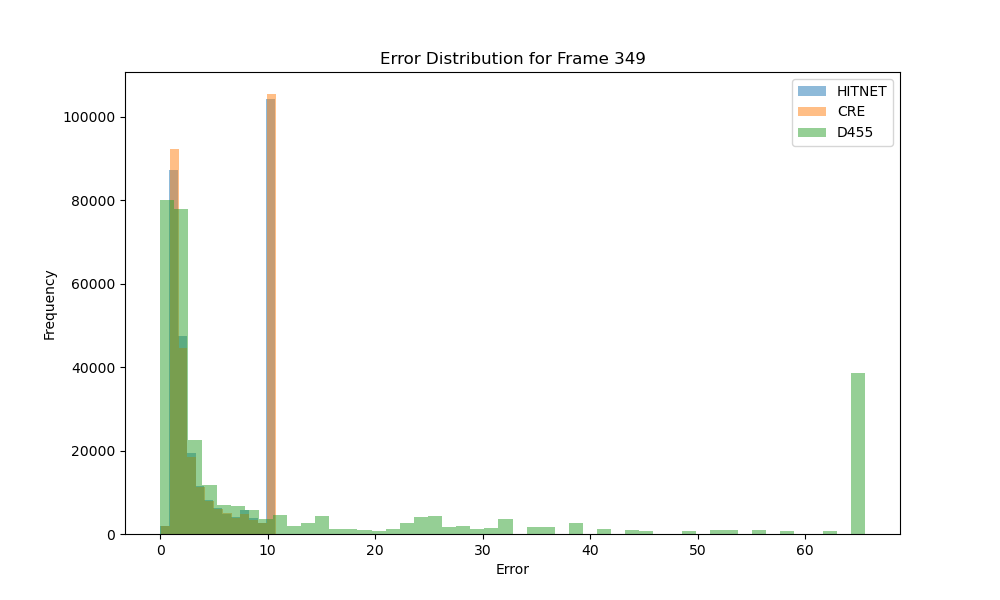 Error Distribution for Frame 349
HITNET
CRE
D455
Frequency
100000
80000
60000
40000
20000
0
0 10 20 30 40 50 60
Error